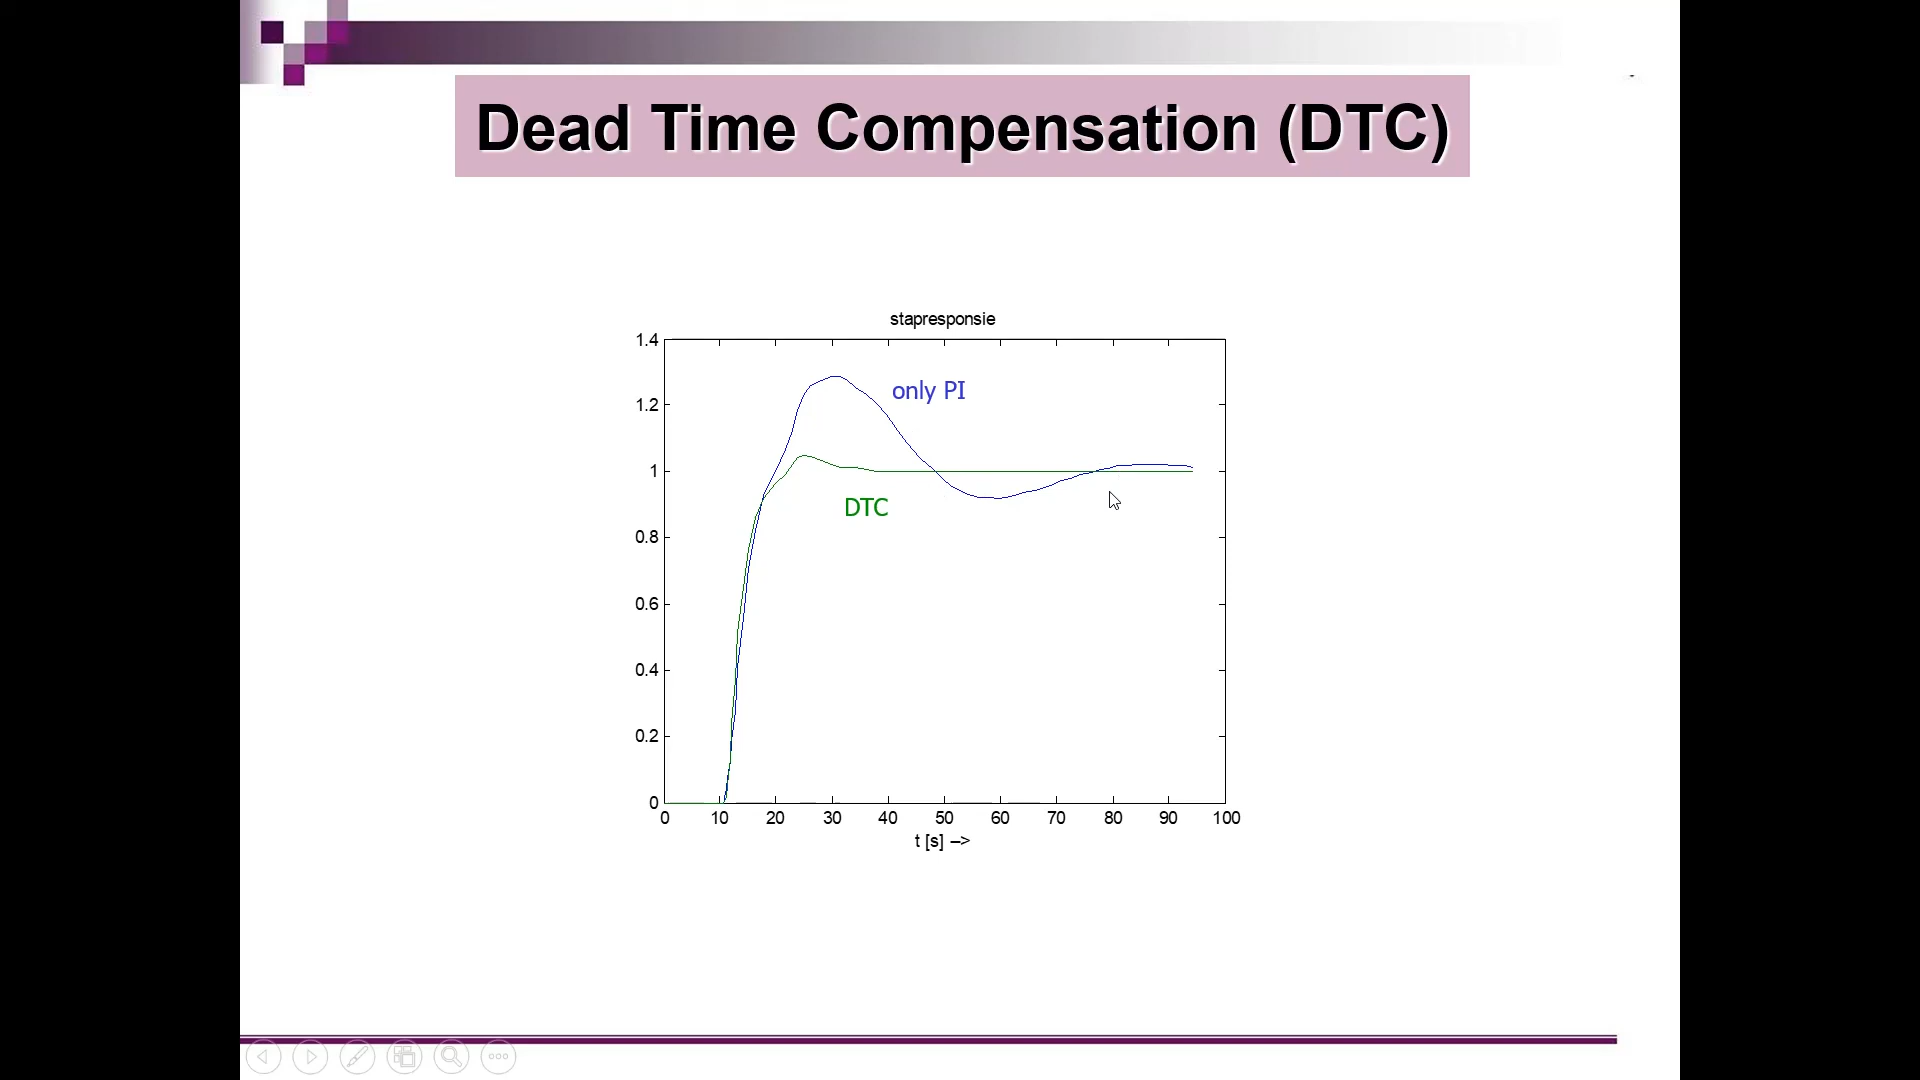 Dead Time Compensation (DTC)
stapresponsie
1.4
1.2
1
0.8
0.6
0.4
0.2
0
only PI
DTC
0 10 20 30 40 50 60 70 80 90 100
t [s] -->